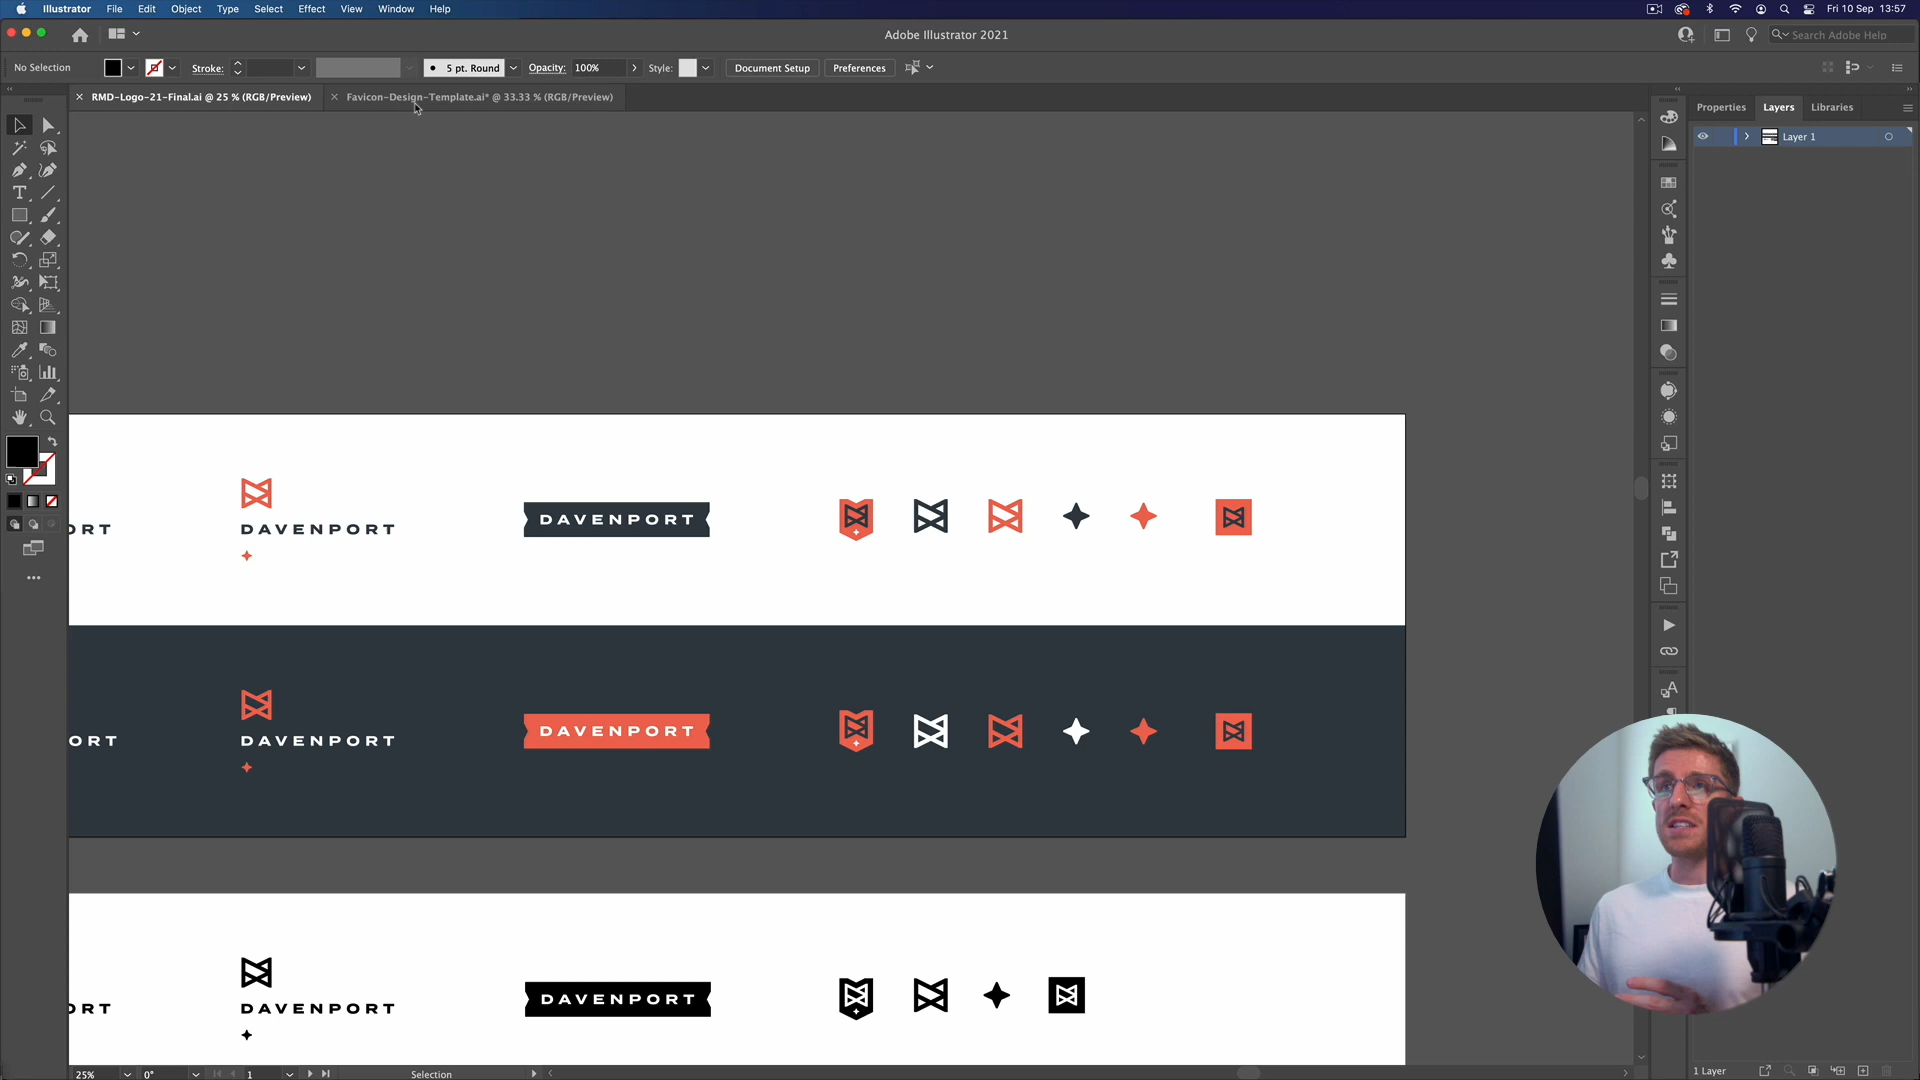 Illustrator File Edit Object Type Select Effect View Window Help Fri 10 Sep 13:57
Adobe Illustrator 2021 Search Adobe Help
No Selection Stroke: 5 pt. Round Opacity: 100% Style: Document Setup Preferences
RMD-Logo-21-Final.ai @ 25 % (RGB/Preview) Favicon-Design-Template.ai* @ 33.33 % (RGB/Preview)
Properties Layers Libraries
Layer 1
ORT DAVENPORT DAVENPORT
ORT DAVENPORT DAVENPORT
ORT DAVENPORT DAVENPORT
25% 0° 1 Selection 1 Layer